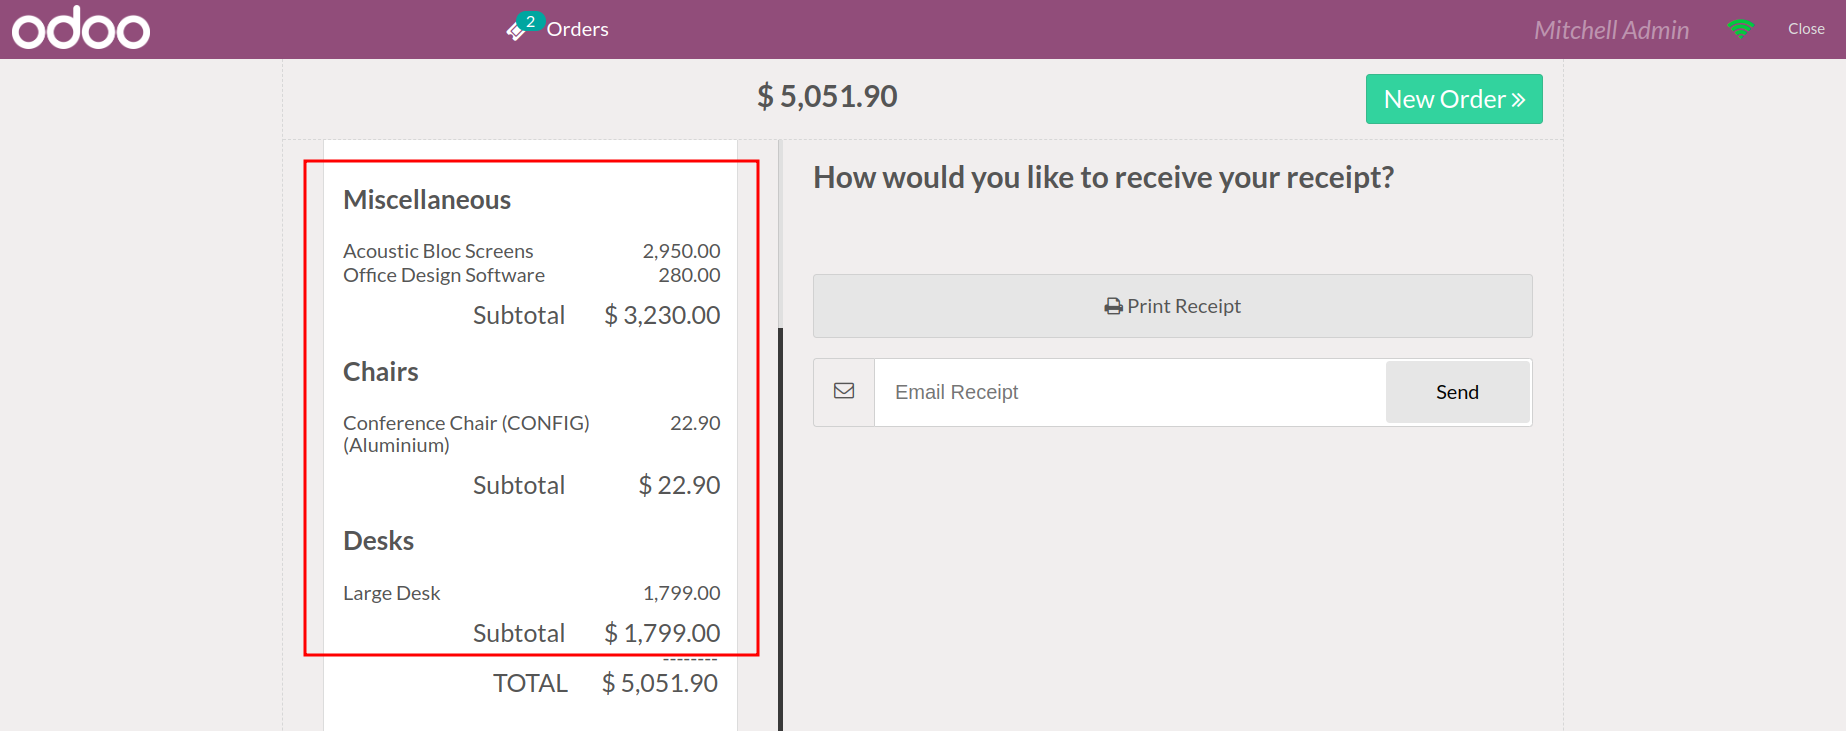 odoo
2 Orders
Mitchell Admin
Close
$ 5,051.90
New Order
Miscellaneous
Acoustic Bloc Screens 2,950.00
Office Design Software 280.00
Subtotal $ 3,230.00
Chairs
Conference Chair (CONFIG) 22.90
(Aluminium)
Subtotal $ 22.90
Desks
Large Desk 1,799.00
Subtotal $ 1,799.00
--------
TOTAL $ 5,051.90
How would you like to receive your receipt?
Print Receipt
Email Receipt
Send